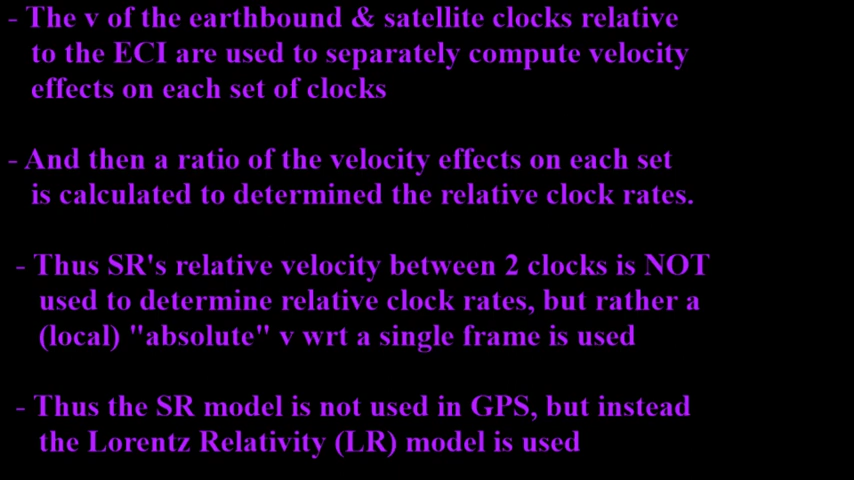 - The v of the earthbound & satellite clocks relative
to the ECI are used to separately compute velocity
effects on each set of clocks
- And then a ratio of the velocity effects on each set
is calculated to determined the relative clock rates.
- Thus SR's relative velocity between 2 clocks is NOT
used to determine relative clock rates, but rather a
(local) "absolute" v wrt a single frame is used
- Thus the SR model is not used in GPS, but instead
the Lorentz Relativity (LR) model is used